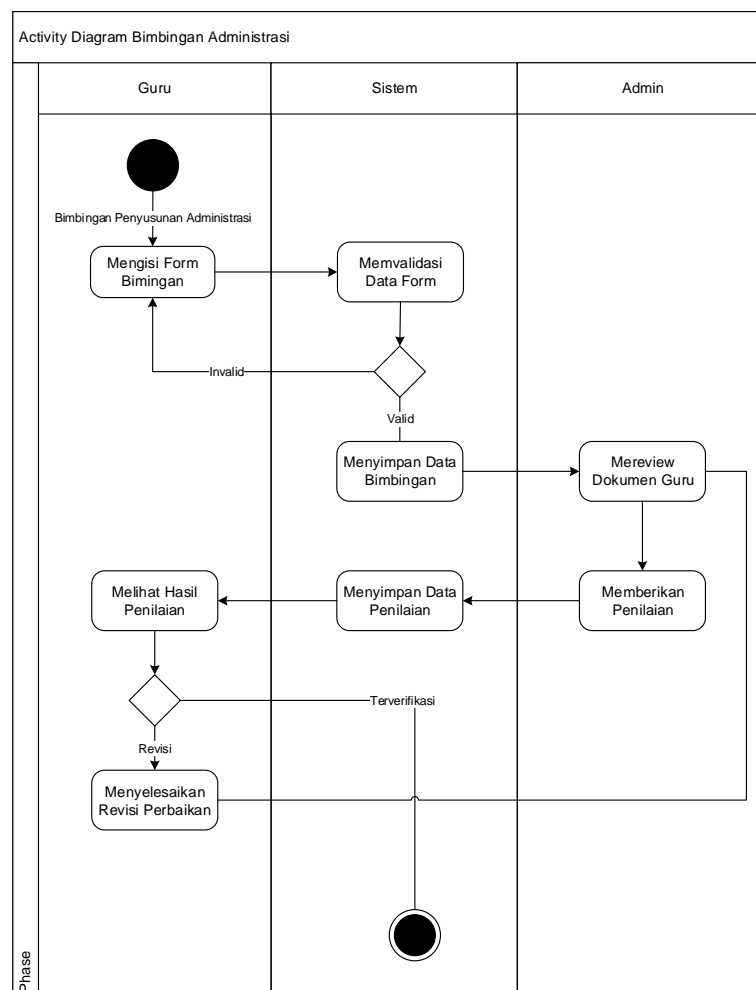 Activity Diagram Bimbingan Administrasi
Guru
Sistem
Admin
Bimbingan Penyusunan Administrasi
Mengisi Form
Bimingan
Memvalidasi
Data Form
Invalid
Valid
Menyimpan Data
Bimbingan
Mereview
Dokumen Guru
Melihat Hasil
Penilaian
Menyimpan Data
Penilaian
Memberikan
Penilaian
Terverifikasi
Revisi
Menyelesaikan
Revisi Perbaikan
Phase